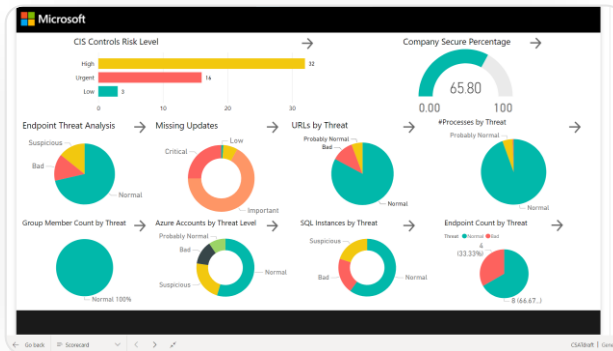 Microsoft
CIS Controls Risk Level
Company Secure Percentage
High
32
Urgent
16
Low
3
0
10
20
30
65.80
0.00
100
Endpoint Threat Analysis
Missing Updates
URLs by Threat
#Processes by Threat
Suspicious
Bad
Normal
Low
Critical
Important
Probably Normal
Bad
Normal
Probably Normal
Normal
Group Member Count by Threat
Azure Accounts by Threat Level
SQL Instances by Threat
Endpoint Count by Threat
Normal 100%
Probably Normal
Bad
Suspicious
Normal
Suspicious
Bad
Normal
Threat Normal Bad
4
(33.33%)
8 (66.67...)
Go back
Scorecard